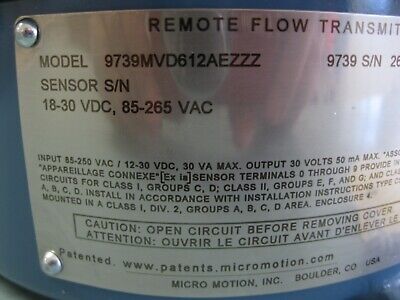 REMOTE FLOW TRANSMIT
MODEL 9739MVD612AEZZZ 9739 S/N 26
SENSOR S/N
18-30 VDC, 85-265 VAC
INPUT 85-250 VAC / 12-30 VDC, 30 VA MAX. OUTPUT 30 VOLTS 50 mA MAX. "ASSO
"APPAREILLAGE CONNEXE" [Ex ia] SENSOR TERMINALS 0 THROUGH 9 PROVIDE IN
CIRCUITS FOR CLASS I, GROUPS C, D; CLASS II, GROUPS E, F, AND G; AND CLASS
A, B, C, D. INSTALL IN ACCORDANCE WITH INSTALLATION INSTRUCTIONS TYPE
MOUNTED IN A CLASS I, DIV. 2, GROUPS A, B, C, D AREA. ENCLOSURE 4.
CAUTION: OPEN CIRCUIT BEFORE REMOVING COVER
ATTENTION: OUVRIR LE CIRCUIT AVANT D'ENLEVER LE
Patented. www.patents.micromotion.com
MICRO MOTION, INC. BOULDER, CO USA